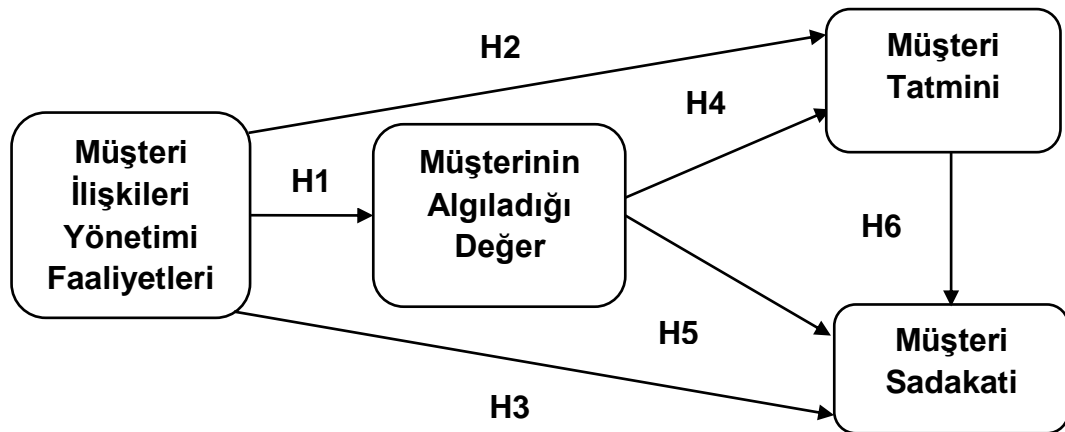 H2
Müşteri
Tatmini
H4
Müşteri
İlişkileri
Yönetimi
Faaliyetleri
H1
Müşterinin
Algıladığı
Değer
H6
H5
Müşteri
Sadakati
H3